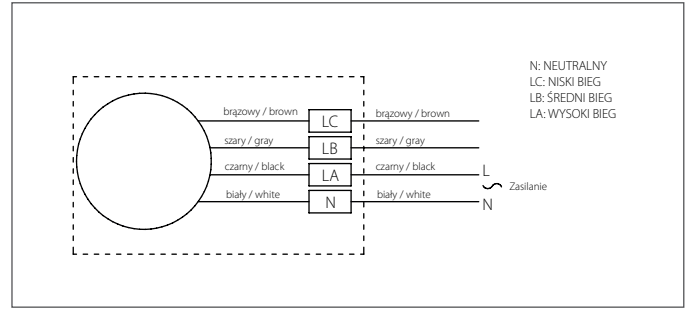 N: NEUTRALNY
LC: NISKI BIEG
LB: ŚREDNI BIEG
LA: WYSOKI BIEG
brązowy / brown LC brązowy / brown
szary / gray LB szary / gray
czarny / black LA czarny / black L
Zasilanie
biały / white N biały / white N